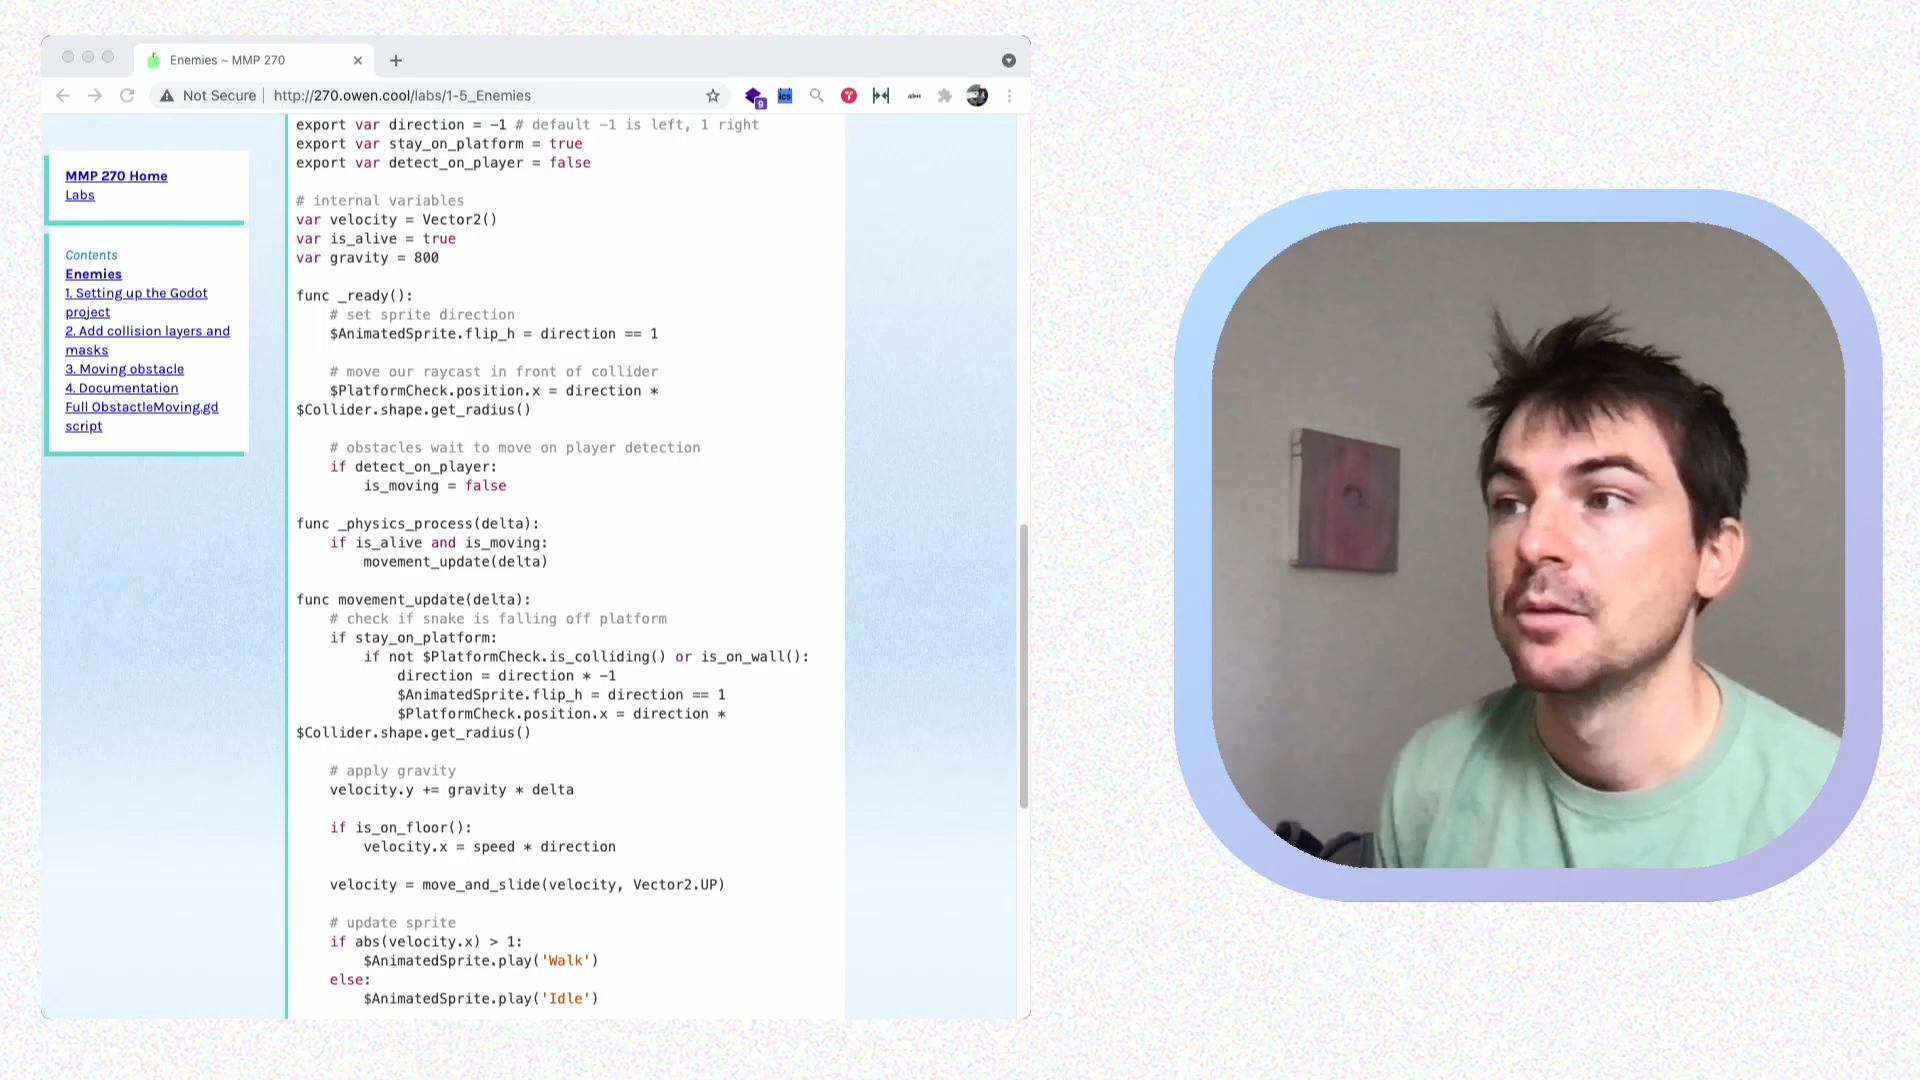 Enemies ~ MMP 270
Not Secure
http://270.owen.cool/labs/1-5_Enemies
ics
9
MMP 270 Home
Labs
Contents
Enemies
1. Setting up the Godot
project
2. Add collision layers and
masks
3. Moving obstacle
4. Documentation
Full ObstactleMoving.gd
script
export var direction = -1 # default -1 is left, 1 right
export var stay_on_platform = true
export var detect_on_player = false
# internal variables
var velocity = Vector2()
var is_alive = true
var gravity = 800
func _ready():
# set sprite direction
$AnimatedSprite.flip_h = direction == 1
# move our raycast in front of collider
$PlatformCheck.position.x = direction *
$Collider.shape.get_radius()
# obstacles wait to move on player detection
if detect_on_player:
is_moving = false
func _physics_process(delta):
if is_alive and is_moving:
movement_update(delta)
func movement_update(delta):
# check if snake is falling off platform
if stay_on_platform:
if not $PlatformCheck.is_colliding() or is_on_wall():
direction = direction * -1
$AnimatedSprite.flip_h = direction == 1
$PlatformCheck.position.x = direction *
$Collider.shape.get_radius()
# apply gravity
velocity.y += gravity * delta
if is_on_floor():
velocity.x = speed * direction
velocity = move_and_slide(velocity, Vector2.UP)
# update sprite
if abs(velocity.x) > 1:
$AnimatedSprite.play('Walk')
else:
$AnimatedSprite.play('Idle')